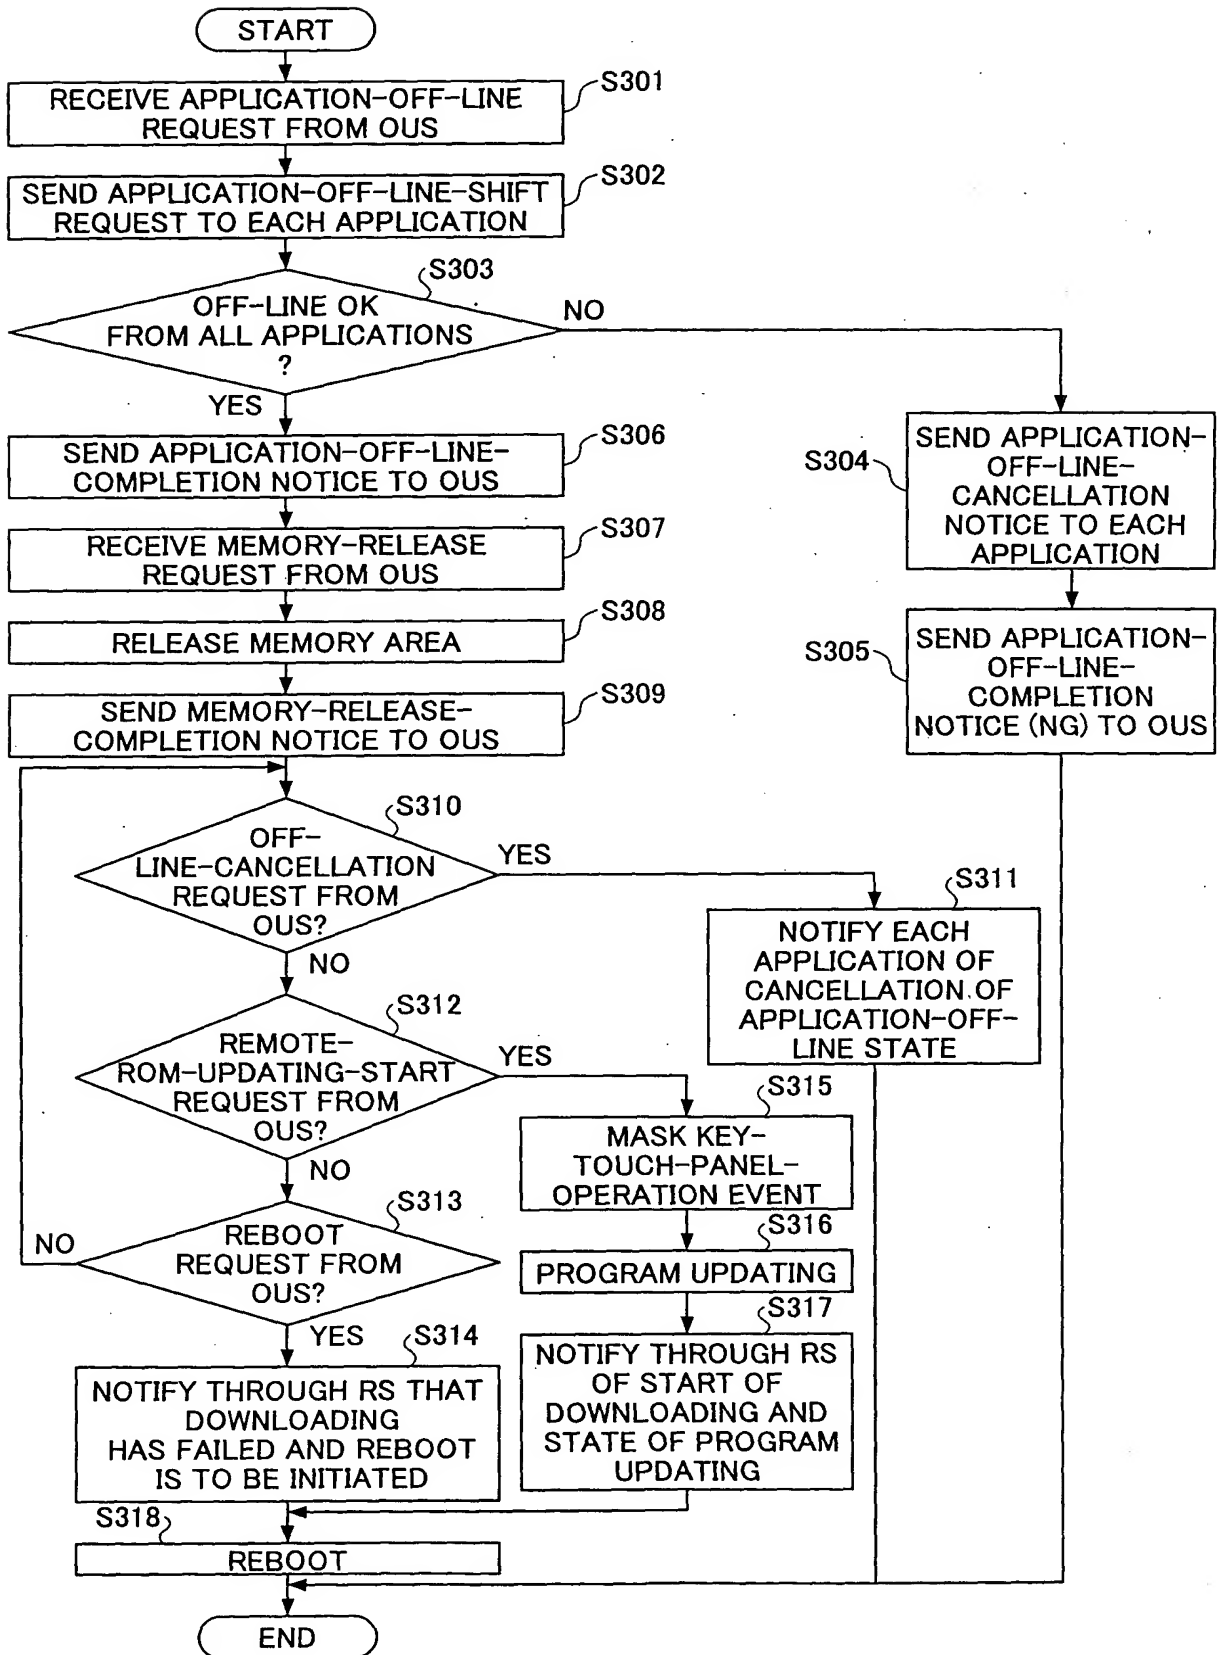 START
S301
RECEIVE APPLICATION-OFF-LINE
REQUEST FROM OUS
S302
SEND APPLICATION-OFF-LINE-SHIFT
REQUEST TO EACH APPLICATION
S303
OFF-LINE OK
FROM ALL APPLICATIONS
?
NO
YES
S306
SEND APPLICATION-OFF-LINE-
COMPLETION NOTICE TO OUS
S304
SEND APPLICATION-
OFF-LINE-
CANCELLATION
NOTICE TO EACH
APPLICATION
S307
RECEIVE MEMORY-RELEASE
REQUEST FROM OUS
S308
RELEASE MEMORY AREA
S305
SEND APPLICATION-
OFF-LINE-
COMPLETION
NOTICE (NG) TO OUS
S309
SEND MEMORY-RELEASE-
COMPLETION NOTICE TO OUS
S310
OFF-
LINE-CANCELLATION
REQUEST FROM
OUS?
YES
NO
S311
NOTIFY EACH
APPLICATION OF
CANCELLATION OF
APPLICATION-OFF-
LINE STATE
S312
REMOTE-
ROM-UPDATING-START
REQUEST FROM
OUS?
YES
NO
S315
MASK KEY-
TOUCH-PANEL-
OPERATION EVENT
S313
REBOOT
REQUEST FROM
OUS?
NO
YES
S316
PROGRAM UPDATING
S317
NOTIFY THROUGH RS
OF START OF
DOWNLOADING AND
STATE OF PROGRAM
UPDATING
S314
NOTIFY THROUGH RS THAT
DOWNLOADING
HAS FAILED AND REBOOT
IS TO BE INITIATED
S318
REBOOT
END